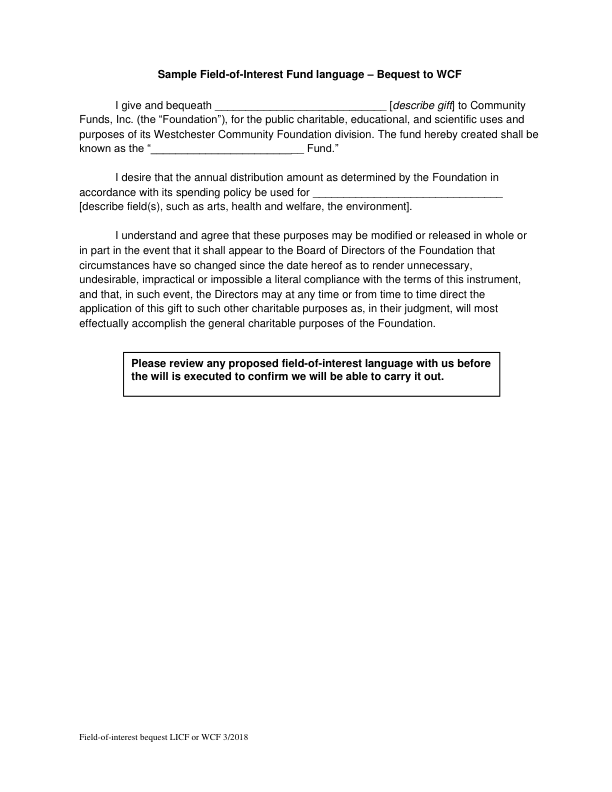 Sample Field-of-Interest Fund language – Bequest to WCF
I give and bequeath _____________________________ [describe gift] to Community
Funds, Inc. (the “Foundation”), for the public charitable, educational, and scientific uses and
purposes of its Westchester Community Foundation division. The fund hereby created shall be
known as the “__________________________ Fund.”
I desire that the annual distribution amount as determined by the Foundation in
accordance with its spending policy be used for ________________________________
[describe field(s), such as arts, health and welfare, the environment].
I understand and agree that these purposes may be modified or released in whole or
in part in the event that it shall appear to the Board of Directors of the Foundation that
circumstances have so changed since the date hereof as to render unnecessary,
undesirable, impractical or impossible a literal compliance with the terms of this instrument,
and that, in such event, the Directors may at any time or from time to time direct the
application of this gift to such other charitable purposes as, in their judgment, will most
effectually accomplish the general charitable purposes of the Foundation.
Please review any proposed field-of-interest language with us before
the will is executed to confirm we will be able to carry it out.
Field-of-interest bequest LICF or WCF 3/2018